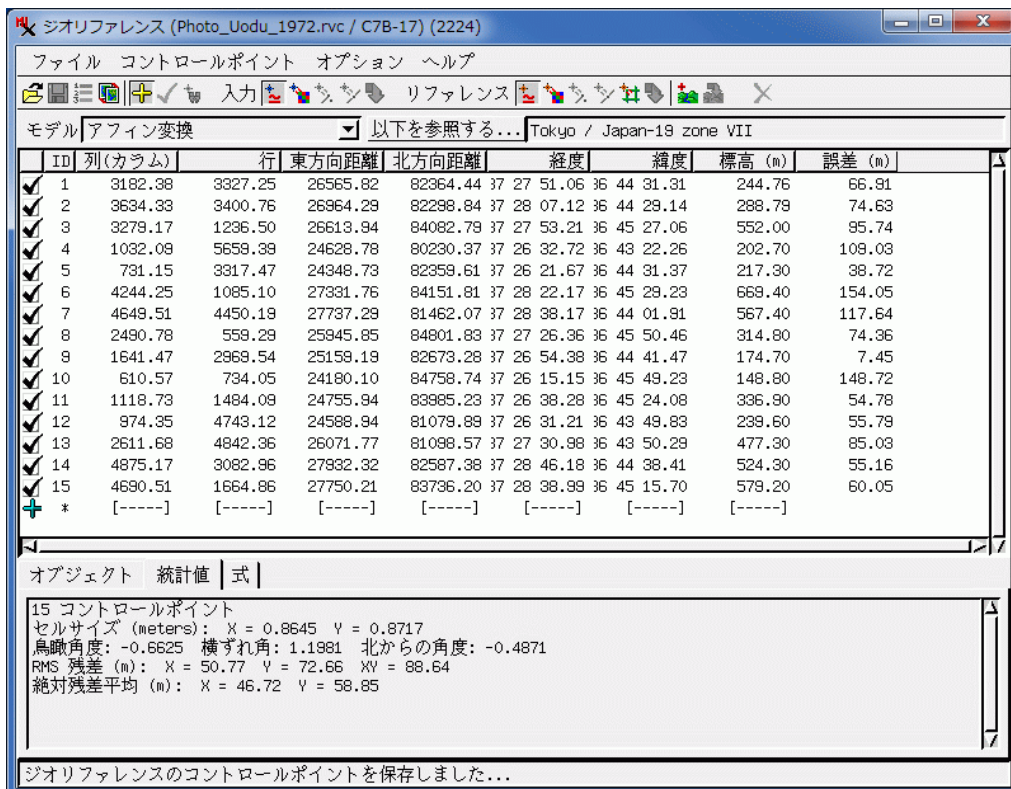 ジオリファレンス (Photo_Uodu_1972.rvc / C7B-17) (2224)
ファイル コントロールポイント オプション ヘルプ
入力 リファレンス
モデル アフィン変換 以下を参照する... Tokyo / Japan-19 zone VII
ID 列(カラム) 行 東方向距離 北方向距離 経度 緯度 標高 (m) 誤差 (m)
1 3182.38 3327.25 26565.82 82364.44 37 27 51.06 36 44 31.31 244.76 66.91
2 3634.33 3400.76 26964.29 82298.84 37 28 07.12 36 44 29.14 288.79 74.63
3 3279.17 1236.50 26613.94 84082.79 37 27 53.21 36 45 27.06 552.00 95.74
4 1032.09 5659.39 24628.78 80230.37 37 26 32.72 36 43 22.26 202.70 109.03
5 731.15 3317.47 24348.73 82359.61 37 26 21.67 36 44 31.37 217.30 38.72
6 4244.25 1085.10 27331.76 84151.81 37 28 22.17 36 45 29.23 669.40 154.05
7 4649.51 4450.19 27737.29 81462.07 37 28 38.17 36 44 01.91 567.40 117.64
8 2490.78 559.29 25945.85 84801.83 37 27 26.36 36 45 50.46 314.80 74.36
9 1641.47 2969.54 25159.19 82673.28 37 26 54.38 36 44 41.47 174.70 7.45
10 610.57 734.05 24180.10 84758.74 37 26 15.15 36 45 49.23 148.80 148.72
11 1118.73 1484.09 24755.94 83985.23 37 26 38.28 36 45 24.08 336.90 54.78
12 974.35 4743.12 24588.94 81079.89 37 26 31.21 36 43 49.83 239.60 55.79
13 2611.68 4842.36 26071.77 81098.57 37 27 30.98 36 43 50.29 477.30 85.03
14 4875.17 3082.96 27932.32 82587.38 37 28 46.18 36 44 38.41 524.30 55.16
15 4690.51 1664.86 27750.21 83736.20 37 28 38.99 36 45 15.70 579.20 60.05
* [-----] [-----] [-----] [-----] [-----] [-----] [-----]
オブジェクト 統計値 式
15 コントロールポイント
セルサイズ (meters): X = 0.8645 Y = 0.8717
鳥瞰角度: -0.6625 横ずれ角: 1.1981 北からの角度: -0.4871
RMS 残差 (m): X = 50.77 Y = 72.66 XY = 88.64
絶対残差平均 (m): X = 46.72 Y = 58.85
ジオリファレンスのコントロールポイントを保存しました...